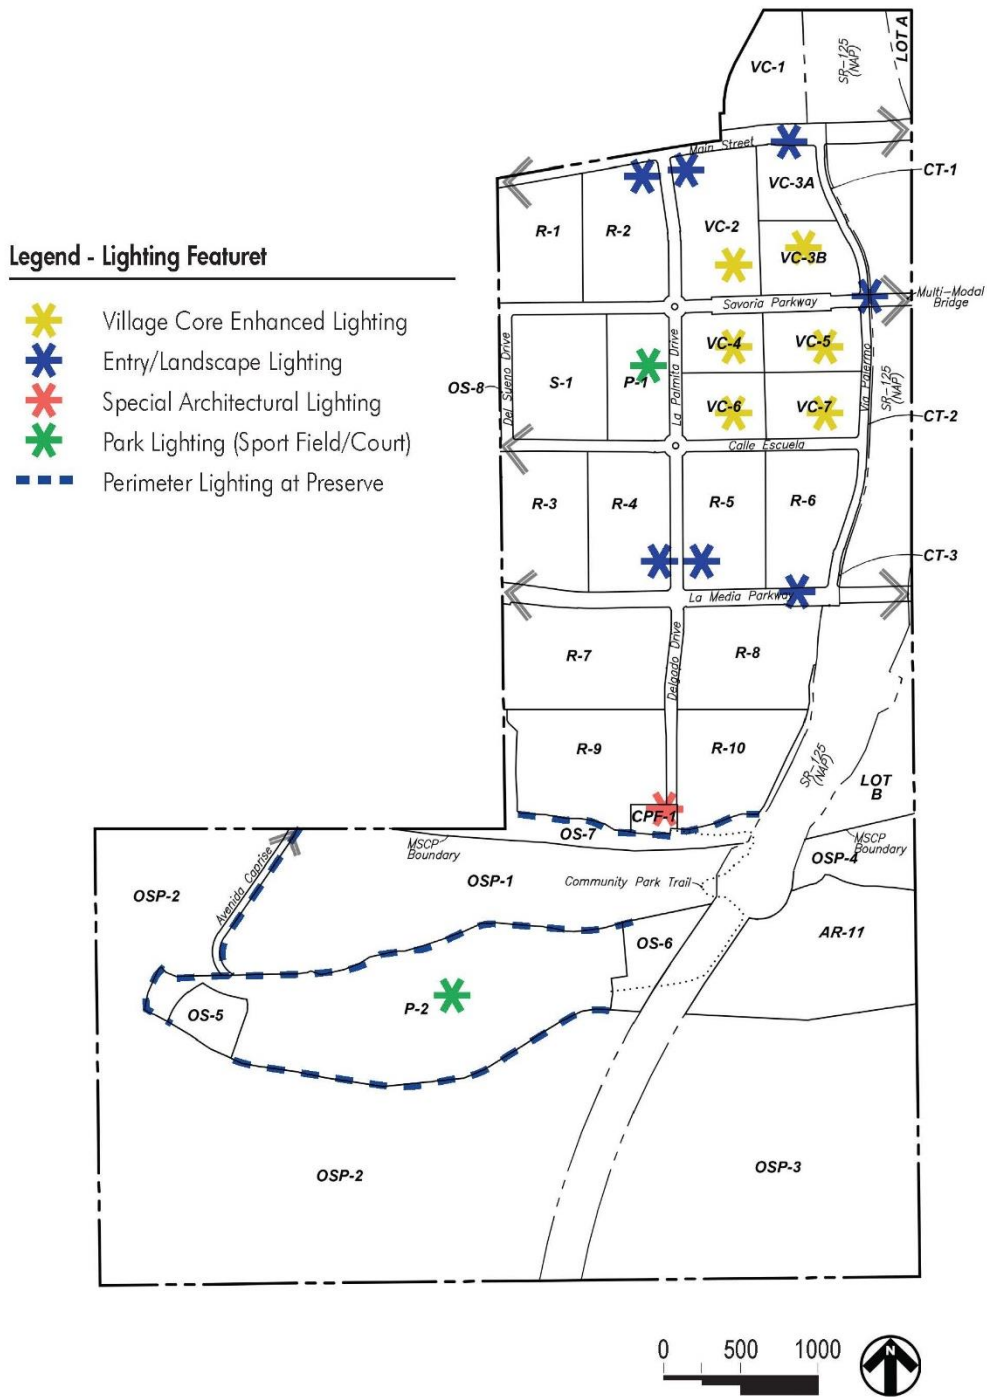 LOT A
SR-125
(NAP)
VC-1
Main Street
CT-1
VC-3A
R-1
R-2
VC-2
Legend - Lighting Featuret
VC-3B
Multi-Modal
Bridge
Savoria Parkway
Village Core Enhanced Lighting
Entry/Landscape Lighting
Special Architectural Lighting
Park Lighting (Sport Field/Court)
Perimeter Lighting at Preserve
OS-8
Del Sueno Drive
S-1
P-1
La Palmita Drive
VC-4
VC-5
Via Palermo
SR-125
(NAP)
VC-6
VC-7
CT-2
Calle Escuela
R-3
R-4
R-5
R-6
CT-3
La Media Parkway
R-7
Delgado Drive
R-8
R-9
R-10
SR-125
(NAP)
LOT
B
CPF-1
OS-7
MSCP
Boundary
MSCP
Boundary
OSP-4
Avenida Caprise
OSP-2
OSP-1
Community Park Trail
OS-6
AR-11
OS-5
P-2
OSP-2
OSP-3
0 500 1000
N